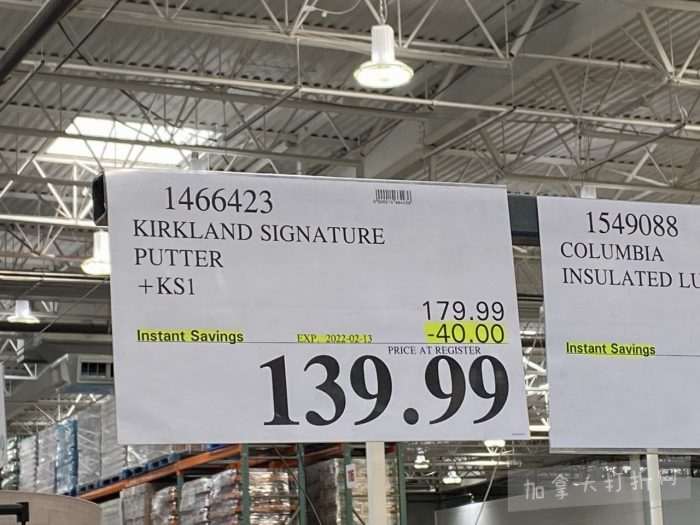 1466423
KIRKLAND SIGNATURE
PUTTER
+KS1
179.99
Instant Savings EXP. 2022-02-13 -40.00
PRICE AT REGISTER
139.99
1549088
COLUMBIA
INSULATED LU
Instant Savings
加拿大打折网